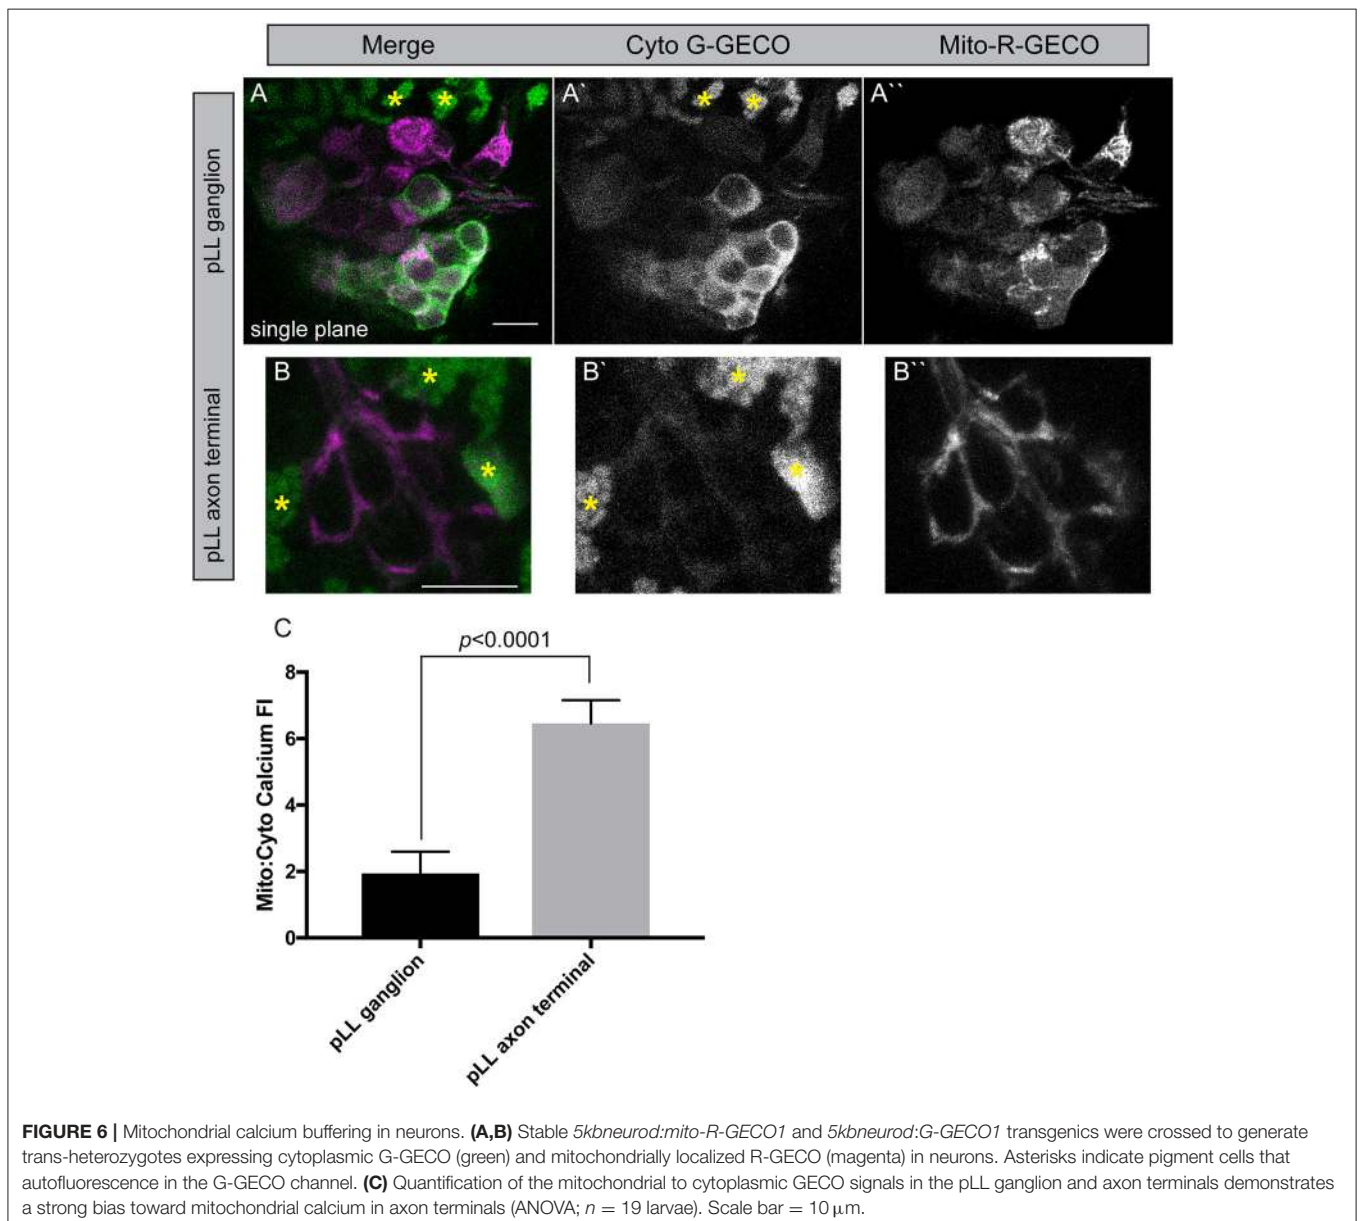 Merge Cyto G-GECO Mito-R-GECO
pLL ganglion
A A` A``
* * * *
single plane
pLL axon terminal
B B` B``
* * * * * *
C
p<0.0001
Mito:Cyto Calcium FI
8
6
4
2
0
pLL ganglion
pLL axon terminal
FIGURE 6 | Mitochondrial calcium buffering in neurons. (A,B) Stable 5kbneurod:mito-R-GECO1 and 5kbneurod:G-GECO1 transgenics were crossed to generate
trans-heterozygotes expressing cytoplasmic G-GECO (green) and mitochondrially localized R-GECO (magenta) in neurons. Asterisks indicate pigment cells that
autofluorescence in the G-GECO channel. (C) Quantification of the mitochondrial to cytoplasmic GECO signals in the pLL ganglion and axon terminals demonstrates
a strong bias toward mitochondrial calcium in axon terminals (ANOVA; n = 19 larvae). Scale bar = 10 μm.